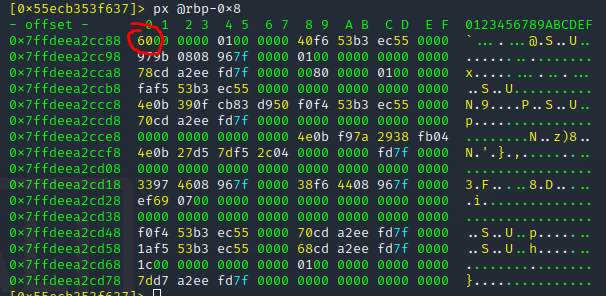 [0x55ecb353f637]> px @rbp-0×8
- offset -       0 1  2 3  4 5  6 7  8 9  A B  C D  E F  0123456789ABCDEF
0×7ffdeea2cc88  6000 0000 0100 0000 40f6 53b3 ec55 0000  `.......@.S..U..
0×7ffdeea2cc98  979b 0808 967f 0000 0100 0000 0000 0000  ................
0×7ffdeea2cca8  78cd a2ee fd7f 0000 0080 0000 0100 0000  x...............
0×7ffdeea2ccb8  faf5 53b3 ec55 0000 0000 0000 0000 0000  ..S..U..........
0×7ffdeea2ccc8  4e0b 390f cb83 d950 f0f4 53b3 ec55 0000  N.9....P..S..U..
0×7ffdeea2ccd8  70cd a2ee fd7f 0000 0000 0000 0000 0000  p...............
0×7ffdeea2cce8  0000 0000 0000 0000 4e0b f97a 2938 fb04  ........N..z)8..
0×7ffdeea2ccf8  4e0b 27d5 7df5 2c04 0000 0000 fd7f 0000  N.'.}.,.........
0×7ffdeea2cd08  0000 0000 0000 0000 0000 0000 0000 0000  ................
0×7ffdeea2cd18  3397 4608 967f 0000 38f6 4408 967f 0000  3.F.....8.D.....
0×7ffdeea2cd28  ef69 0700 0000 0000 0000 0000 0000 0000  .i..............
0×7ffdeea2cd38  0000 0000 0000 0000 0000 0000 0000 0000  ................
0×7ffdeea2cd48  f0f4 53b3 ec55 0000 70cd a2ee fd7f 0000  ..S..U..p.......
0×7ffdeea2cd58  1af5 53b3 ec55 0000 68cd a2ee fd7f 0000  ..S..U..h.......
0×7ffdeea2cd68  1c00 0000 0000 0000 0100 0000 0000 0000  ................
0×7ffdeea2cd78  7dd7 a2ee fd7f 0000 0000 0000 0000 0000  }...............
[0x55ecb353f637]>